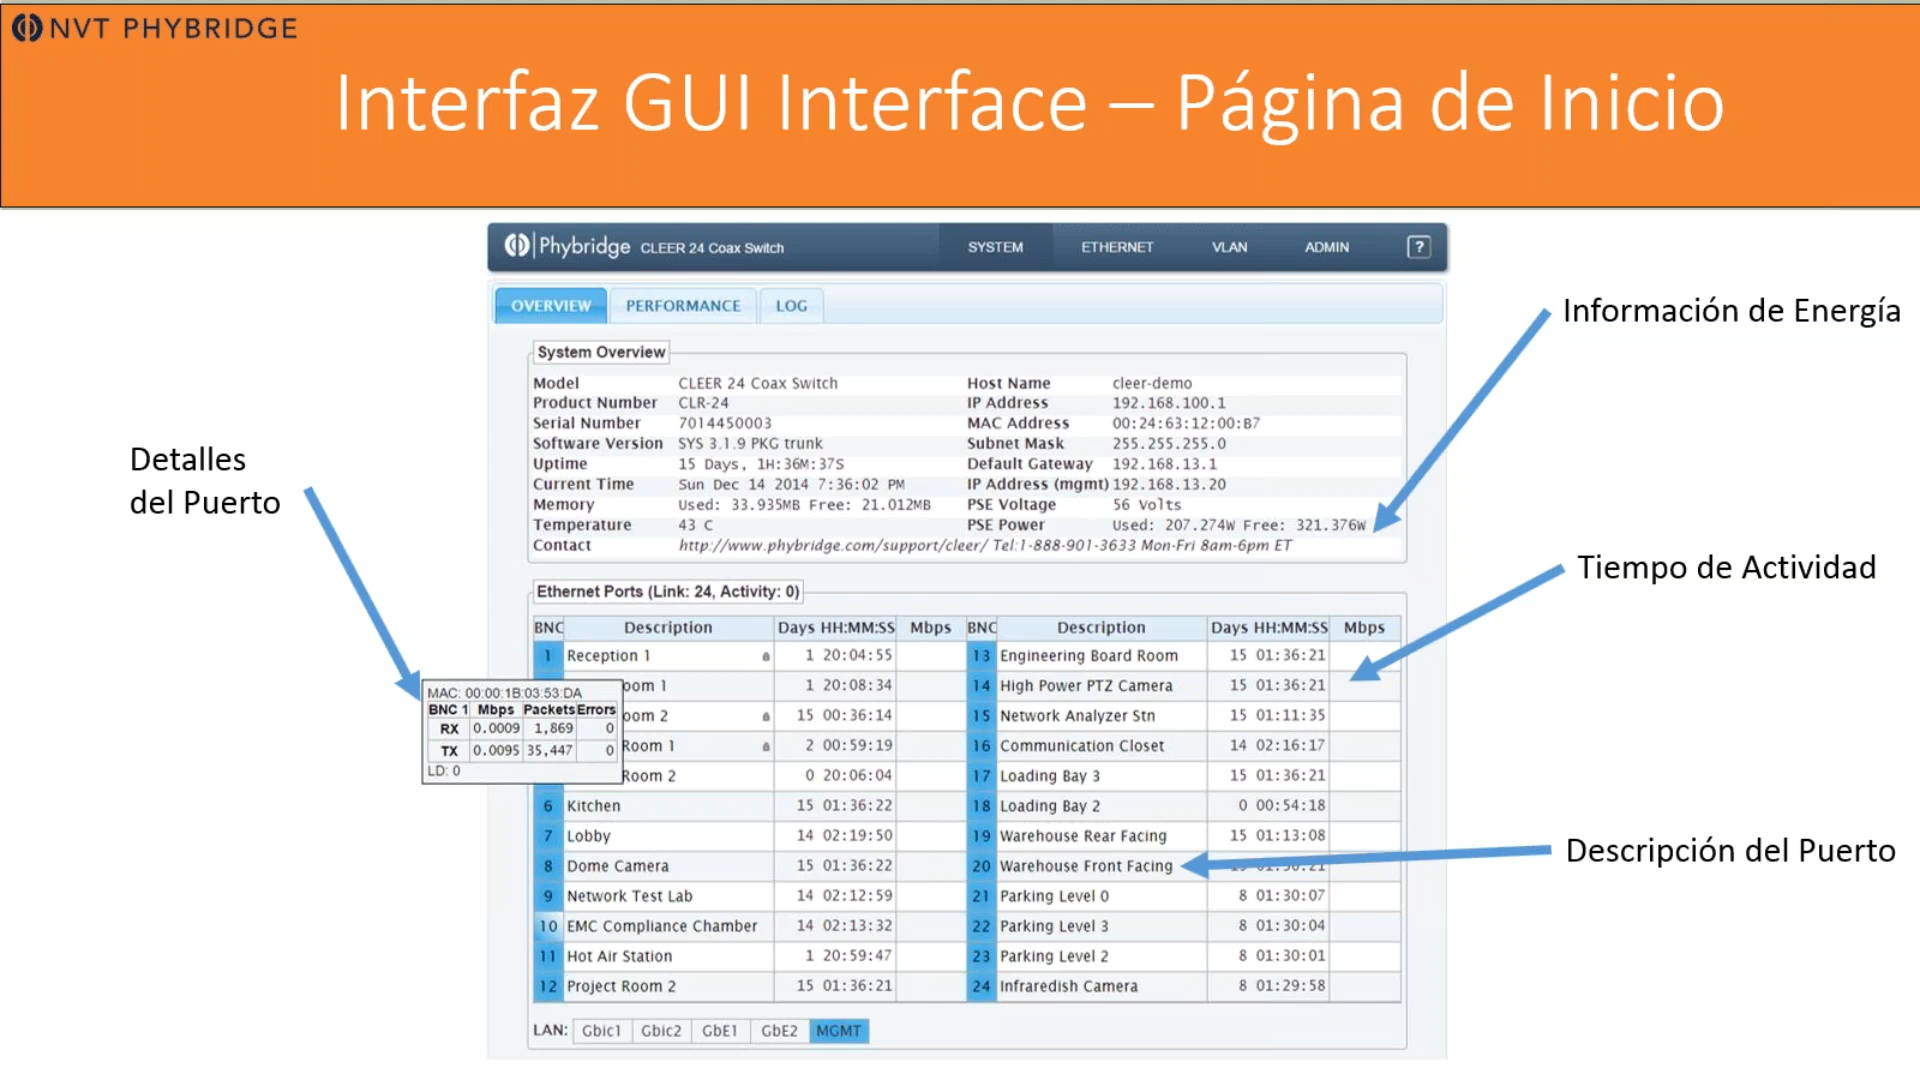 NVT PHYBRIDGE
Interfaz GUI Interface – Página de Inicio
Phybridge CLEER 24 Coax Switch SYSTEM ETHERNET VLAN ADMIN ?
OVERVIEW PERFORMANCE LOG
Información de Energía
System Overview
Model CLEER 24 Coax Switch Host Name cleer-demo
Product Number CLR-24 IP Address 192.168.100.1
Serial Number 7014450003 MAC Address 00:24:63:12:00:B7
Software Version SYS 3.1.9 PKG trunk Subnet Mask 255.255.255.0
Uptime 15 Days, 1H:36M:37S Default Gateway 192.168.13.1
Current Time Sun Dec 14 2014 7:36:02 PM IP Address (mgmt) 192.168.13.20
Memory Used: 33.935MB Free: 21.012MB PSE Voltage 56 Volts
Temperature 43 C PSE Power Used: 207.274W Free: 321.376W
Contact http://www.phybridge.com/support/cleer/ Tel:1-888-901-3633 Mon-Fri 8am-6pm ET
Detalles
del Puerto
Tiempo de Actividad
Ethernet Ports (Link: 24, Activity: 0)
BNC Description Days HH:MM:SS Mbps BNC Description Days HH:MM:SS Mbps
1 Reception 1 1 20:04:55 13 Engineering Board Room 15 01:36:21
oom 1 1 20:08:34 14 High Power PTZ Camera 15 01:36:21
oom 2 15 00:36:14 15 Network Analyzer Stn 15 01:11:35
Room 1 2 00:59:19 16 Communication Closet 14 02:16:17
Room 2 0 20:06:04 17 Loading Bay 3 15 01:36:21
6 Kitchen 15 01:36:22 18 Loading Bay 2 0 00:54:18
7 Lobby 14 02:19:50 19 Warehouse Rear Facing 15 01:13:08
8 Dome Camera 15 01:36:22 20 Warehouse Front Facing
9 Network Test Lab 14 02:12:59 21 Parking Level 0 8 01:30:07
10 EMC Compliance Chamber 14 02:13:32 22 Parking Level 3 8 01:30:04
11 Hot Air Station 1 20:59:47 23 Parking Level 2 8 01:30:01
12 Project Room 2 15 01:36:21 24 Infraredish Camera 8 01:29:58
MAC: 00:00:1B:03:53:DA
BNC 1 Mbps Packets Errors
RX 0.0009 1,869 0
TX 0.0095 35,447 0
LD: 0
Descripción del Puerto
LAN: Gbic1 Gbic2 GbE1 GbE2 MGMT